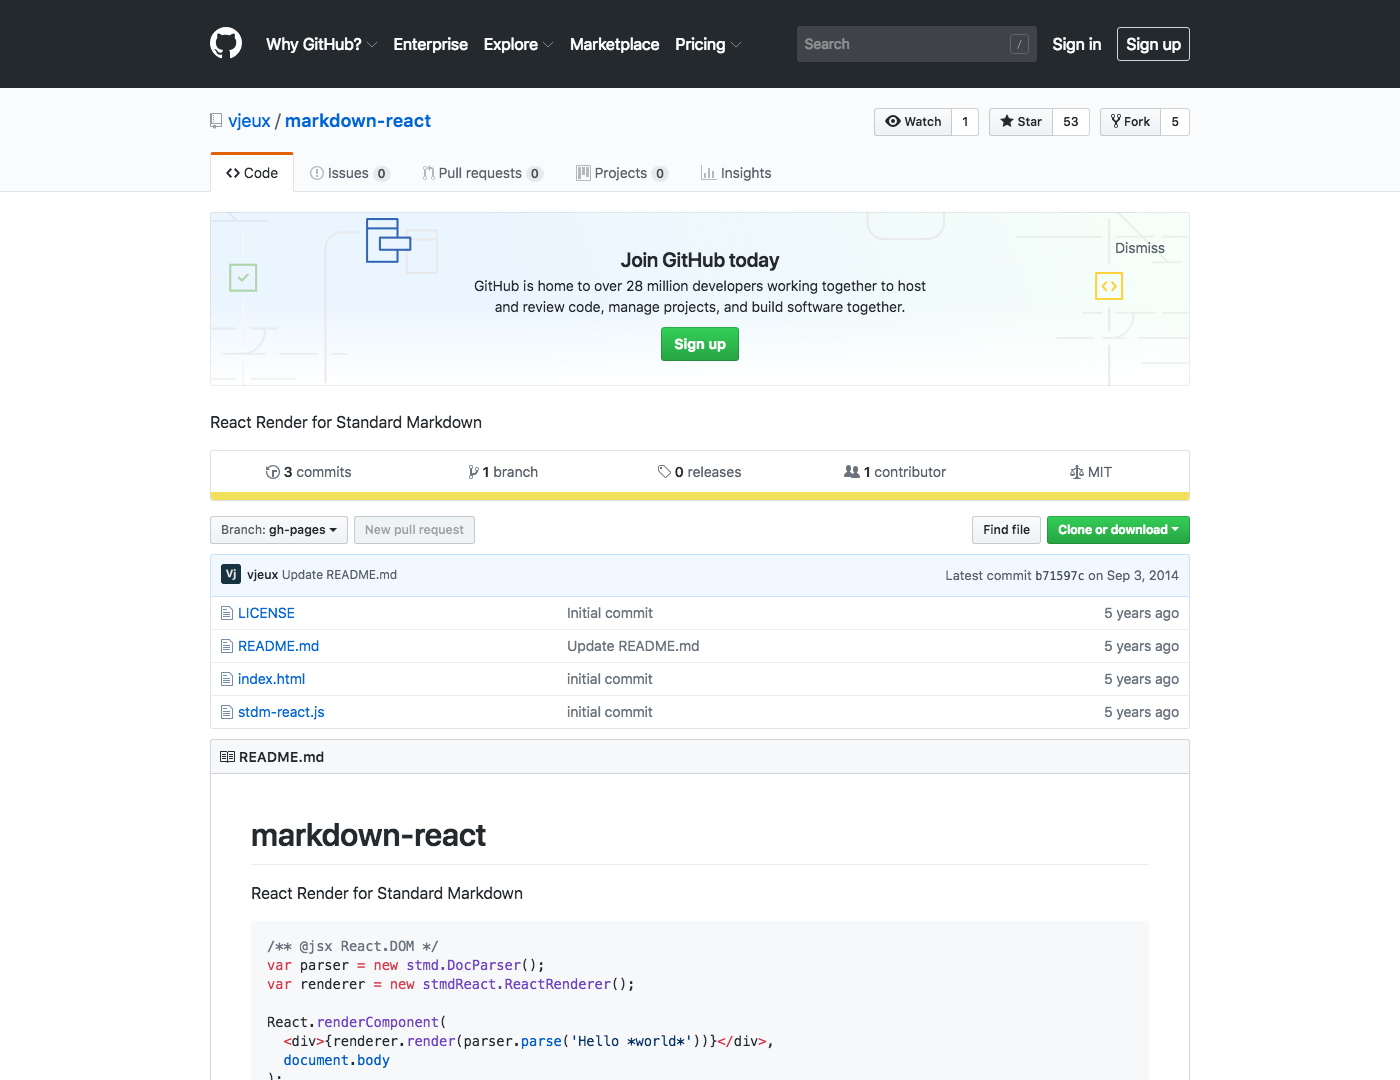 Why GitHub? Enterprise Explore Marketplace Pricing Search / Sign in Sign up
vjeux / markdown-react Watch 1 Star 53 Fork 5
Code Issues 0 Pull requests 0 Projects 0 Insights
Dismiss
Join GitHub today
GitHub is home to over 28 million developers working together to host
and review code, manage projects, and build software together.
Sign up
React Render for Standard Markdown
3 commits 1 branch 0 releases 1 contributor MIT
Branch: gh-pages New pull request Find file Clone or download
Vj vjeux Update README.md Latest commit b71597c on Sep 3, 2014
LICENSE Initial commit 5 years ago
README.md Update README.md 5 years ago
index.html initial commit 5 years ago
stdm-react.js initial commit 5 years ago
README.md
markdown-react
React Render for Standard Markdown
/** @jsx React.DOM */
var parser = new stmd.DocParser();
var renderer = new stmdReact.ReactRenderer();
React.renderComponent(
<div>{renderer.render(parser.parse('Hello *world*'))}</div>,
document.body
);